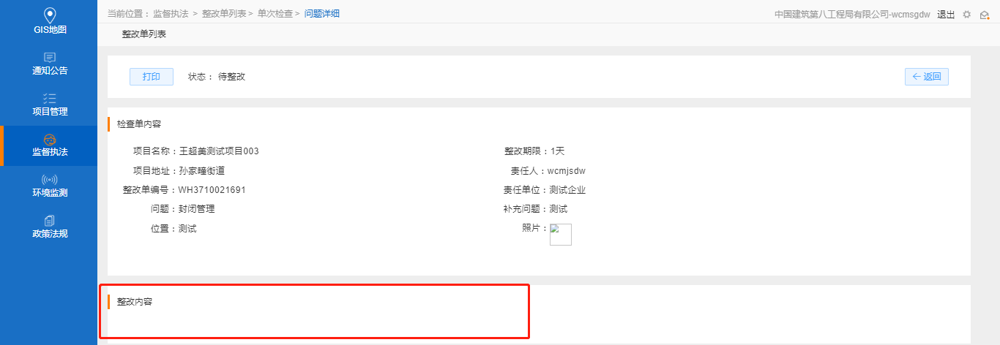 GIS地图
通知公告
项目管理
监督执法
环境监测
政策法规
当前位置： 监督执法 > 整改单列表 > 单次检查 > 问题详细
中国建筑第八工程局有限公司-wcmsgdw 退出
整改单列表
打印 状态： 待整改
返回
检查单内容
项目名称：王超美测试项目003 整改期限：1天
项目地址：孙家疃街道 责任人：wcmjsdw
整改单编号：WH3710021691 责任单位：测试企业
问题：封闭管理 补充问题：测试
位置：测试 照片：
整改内容